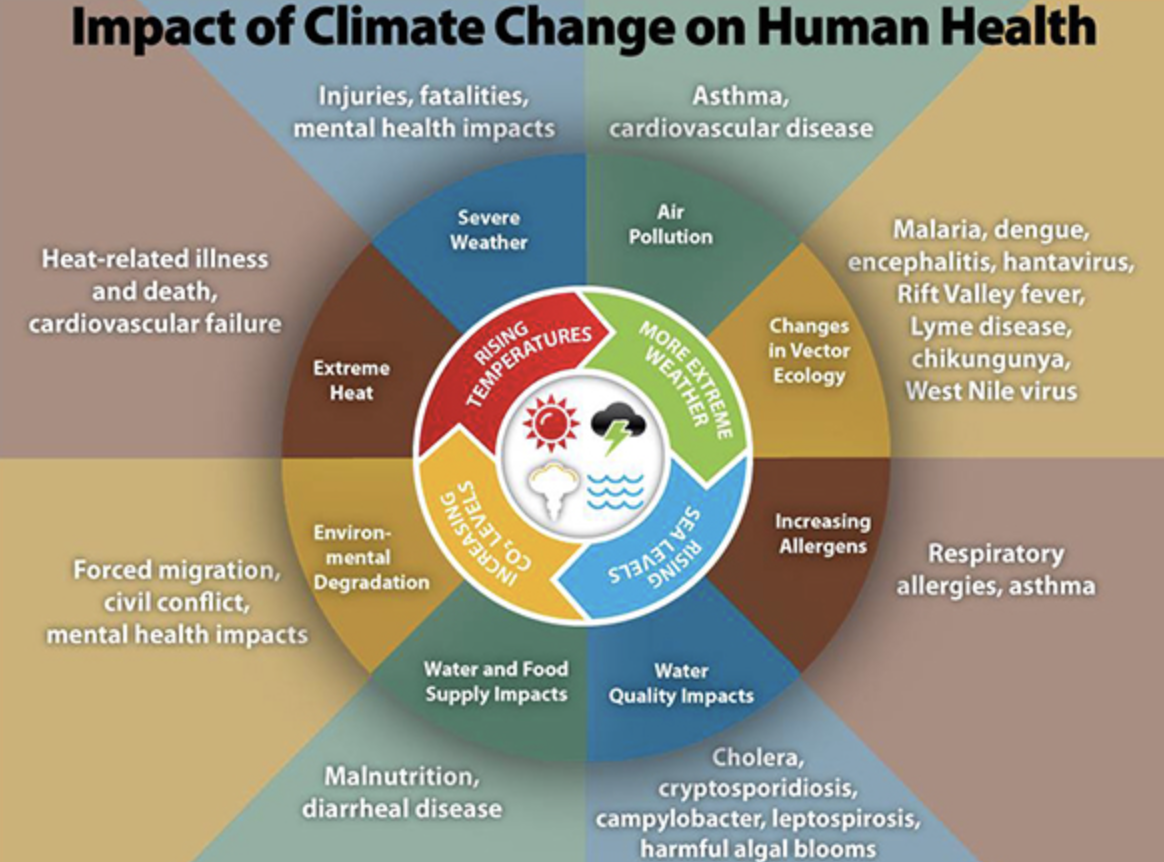 Impact of Climate Change on Human Health
Injuries, fatalities,
mental health impacts
Asthma,
cardiovascular disease
Severe
Weather
Air
Pollution
Heat-related illness
and death,
cardiovascular failure
Malaria, dengue,
encephalitis, hantavirus,
Rift Valley fever,
Lyme disease,
chikungunya,
West Nile virus
Extreme
Heat
Changes
in Vector
Ecology
RISING
TEMPERATURES
MORE EXTREME
WEATHER
INCREASING
CO₂ LEVELS
RISING
SEA LEVELS
Environ-
mental
Degradation
Increasing
Allergens
Forced migration,
civil conflict,
mental health impacts
Respiratory
allergies, asthma
Water and Food
Supply Impacts
Water
Quality Impacts
Malnutrition,
diarrheal disease
Cholera,
cryptosporidiosis,
campylobacter, leptospirosis,
harmful algal blooms